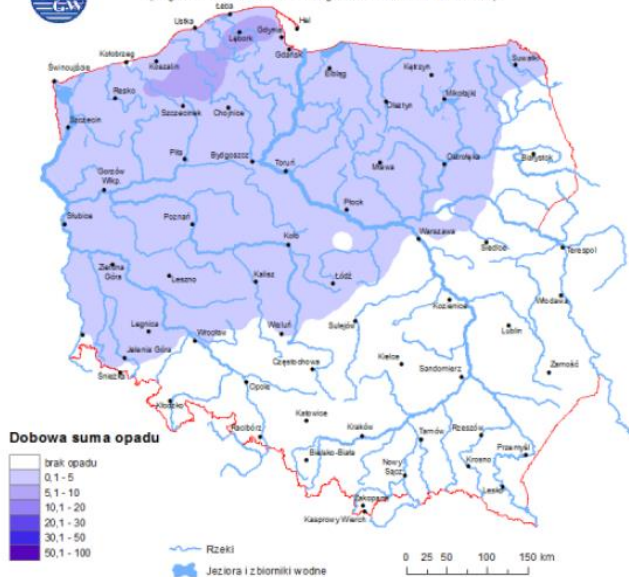 GW
Łeba
Ustka
Hel
Lębork
Gdynia
Gdańsk
Kołobrzeg
Koszalin
Świnoujście
Resko
Elbląg
Kętrzyn
Suwałki
Szczecin
Szczecinek
Chojnice
Olsztyn
Mikołajki
Piła
Bydgoszcz
Toruń
Mława
Ostrołęka
Białystok
Gorzów
Wlkp.
Płock
Słubice
Poznań
Koło
Warszawa
Siedlce
Terespol
Zielona
Góra
Leszno
Kalisz
Łódź
Kozienice
Włodawa
Legnica
Wrocław
Wieluń
Sulejów
Lublin
Jelenia Góra
Śnieżka
Częstochowa
Kielce
Sandomierz
Zamość
Opole
Kłodzko
Katowice
Racibórz
Kraków
Tarnów
Rzeszów
Bielsko-Biała
Nowy
Sącz
Krosno
Przemyśl
Lesko
Zakopane
Kasprowy Wierch
Dobowa suma opadu
brak opadu
0,1 - 5
5,1 - 10
10,1 - 20
20,1 - 30
30,1 - 50
50,1 - 100
Rzeki
Jeziora i zbiorniki wodne
0 25 50 100 150 km